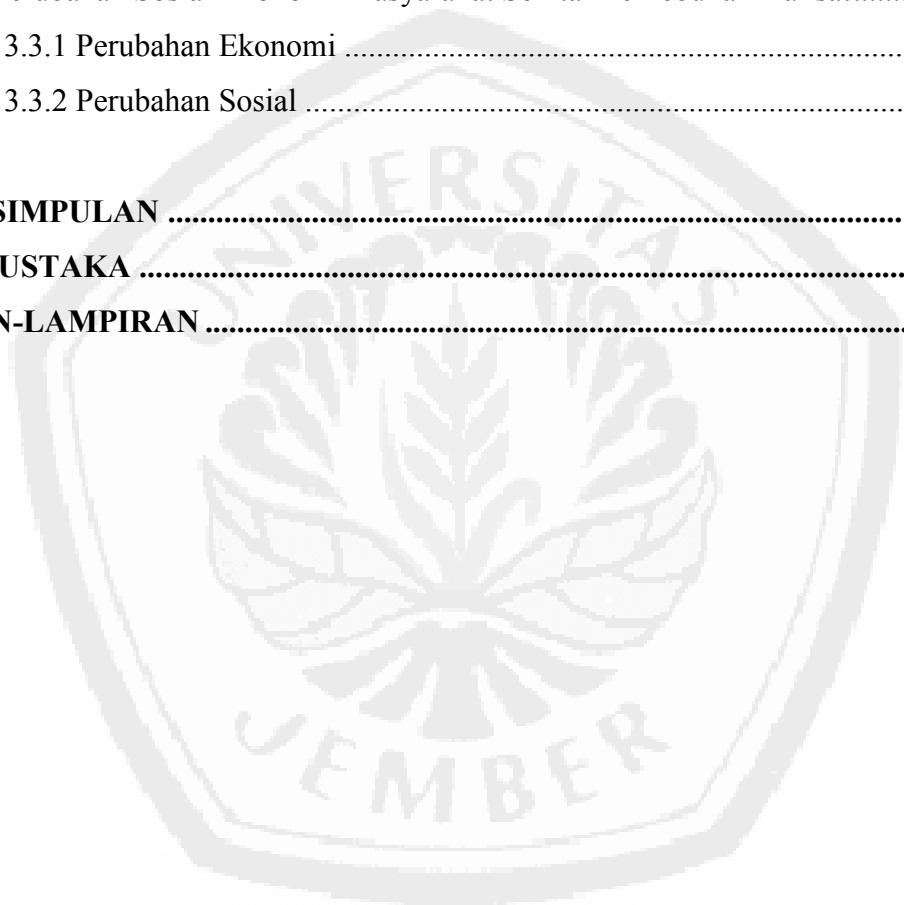 3.3.1 Perubahan Ekonomi ....................................................................................
3.3.2 Perubahan Sosial ..........................................................................................
SIMPULAN ...............................................................................................................
USTAKA ...................................................................................................................
N-LAMPIRAN ..........................................................................................................
UNIVERSITAS
JEMBER